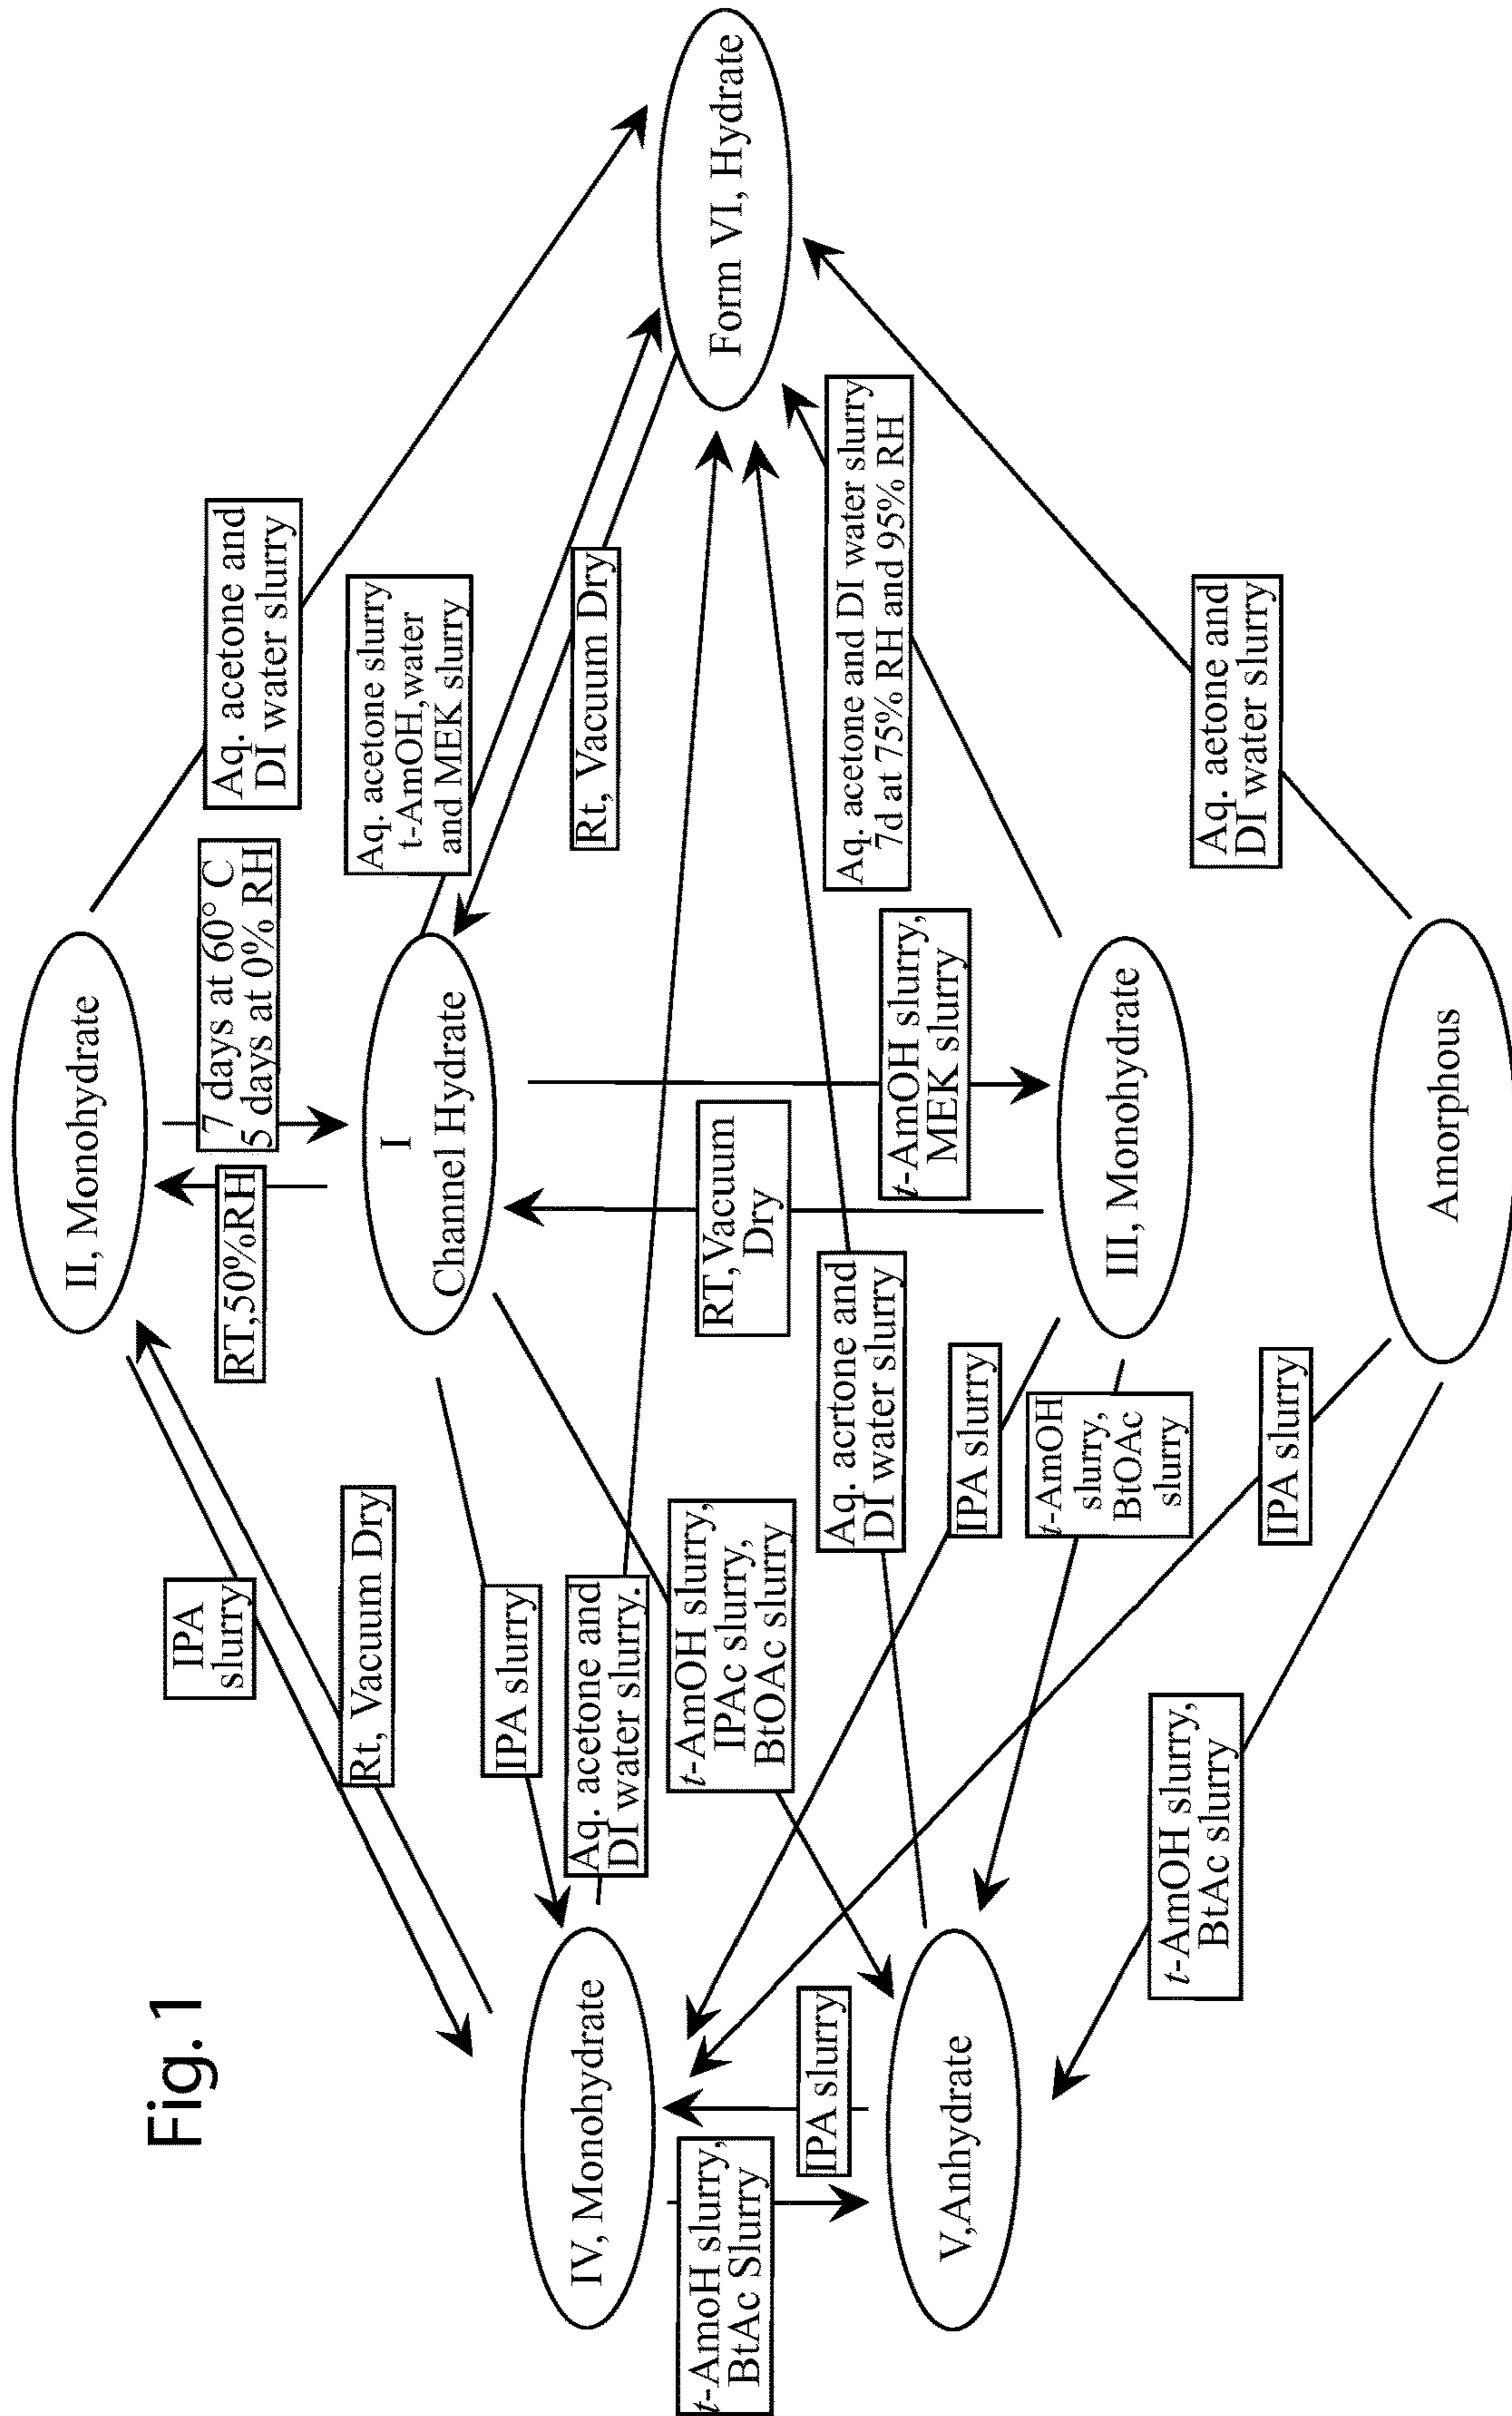 Fig. 1
II, Monohydrate
IPA
slurry
Rt, Vacuum Dry
RT,50%RH
7 days at 60° C
5 days at 0% RH
Aq. acetone and
DI water slurry
I
Channel Hydrate
Aq. acetone slurry
t-AmOH,water
and MEK slurry
Rt, Vacuum Dry
IPA slurry
IV, Monohydrate
Aq. acetone and
DI water slurry.
t-AmOH slurry,
IPAc slurry,
BtOAc slurry
RT,Vacuum
Dry
t-AmOH slurry,
MEK slurry
Form VI, Hydrate
t-AmoH slurry,
BtAc Slurry
IPA slurry
Aq. acrtone and
DI water slurry
Aq. acetone and DI water slurry
7d at 75% RH and 95% RH
V,Anhydrate
IPA slurry
t-AmOH
slurry,
BtOAc
slurry
III, Monohydrate
t-AmOH slurry,
BtAc slurry
IPA slurry
Aq. aetone and
DI water slurry
Amorphous